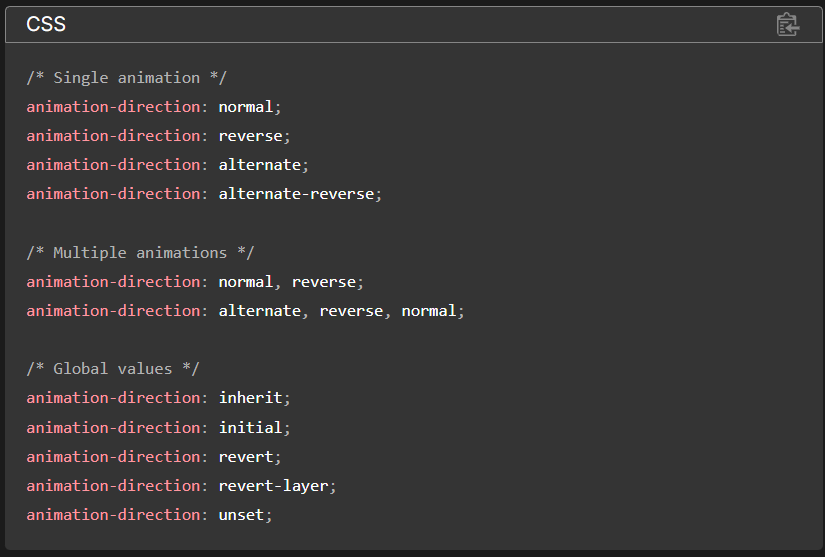 CSS
/* Single animation */
animation-direction: normal;
animation-direction: reverse;
animation-direction: alternate;
animation-direction: alternate-reverse;
/* Multiple animations */
animation-direction: normal, reverse;
animation-direction: alternate, reverse, normal;
/* Global values */
animation-direction: inherit;
animation-direction: initial;
animation-direction: revert;
animation-direction: revert-layer;
animation-direction: unset;